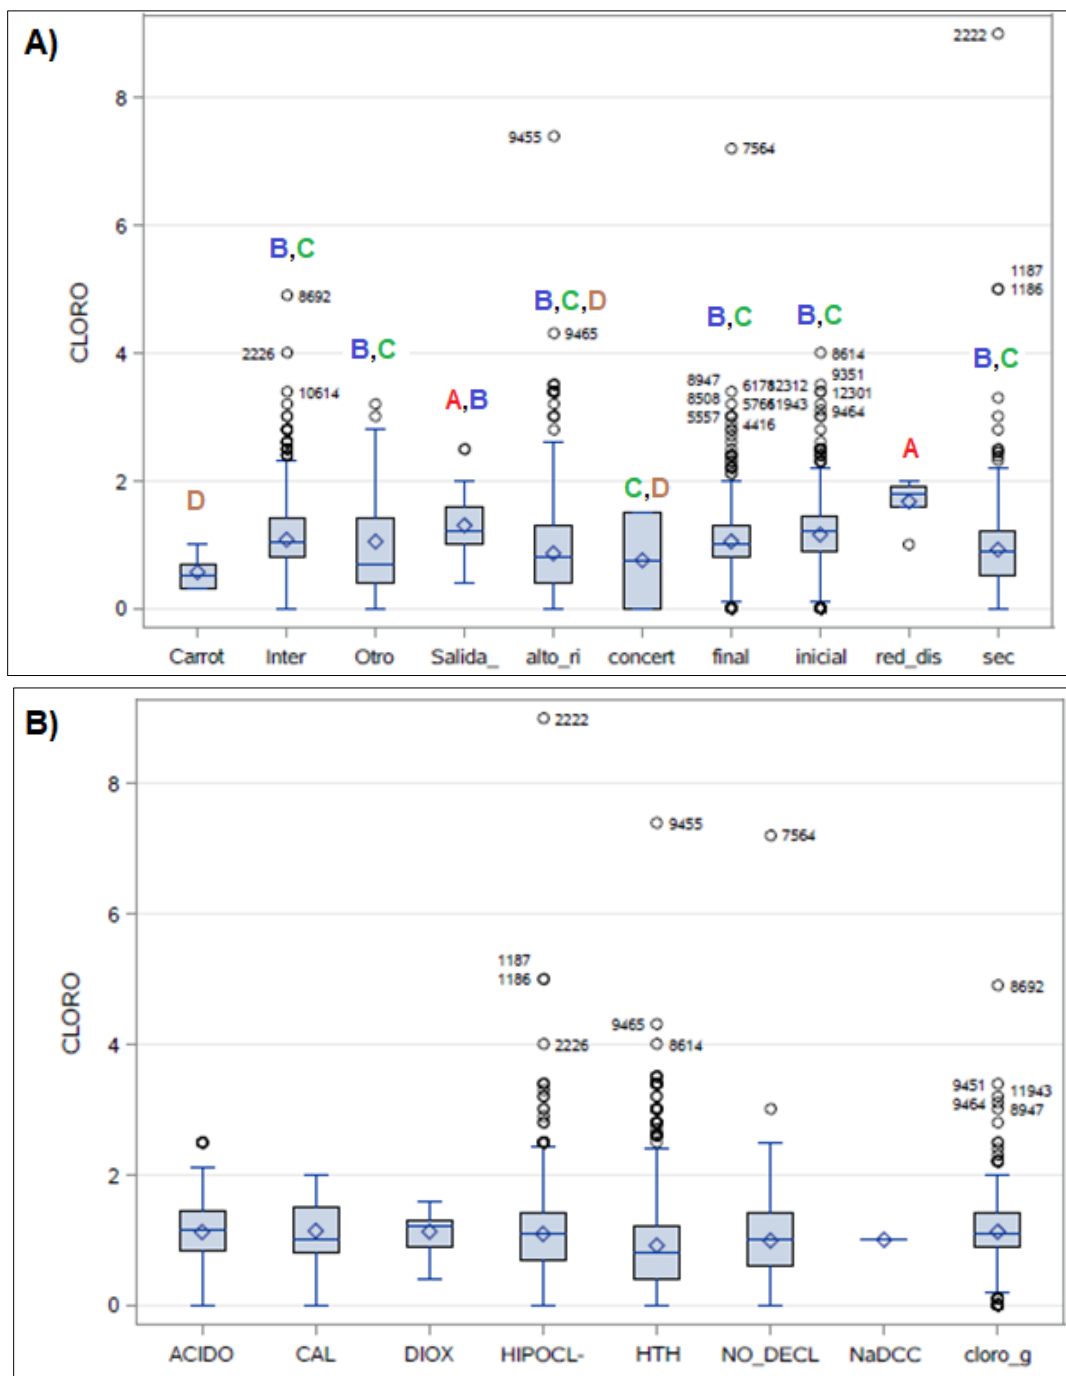 A)
2222
8
9455
7564
6
B,C
1187
1186
8692
B,C,D
B,C
B,C
9465
4
2226
B,C
8614
B,C
10614
A,B
8947
8508
5557
4416
9351
12301
9464
A
2
D
C,D
0
CLORO
Carrot Inter Otro Salida_ alto_ri concert final inicial red_dis sec
B)
2222
8
9455
7564
6
1187
1186
8692
9465
4
2226
8614
9451 11943
9464 8947
2
0
CLORO
ACIDO CAL DIOX HIPOCL- HTH NO_DECL NaDCC cloro_g